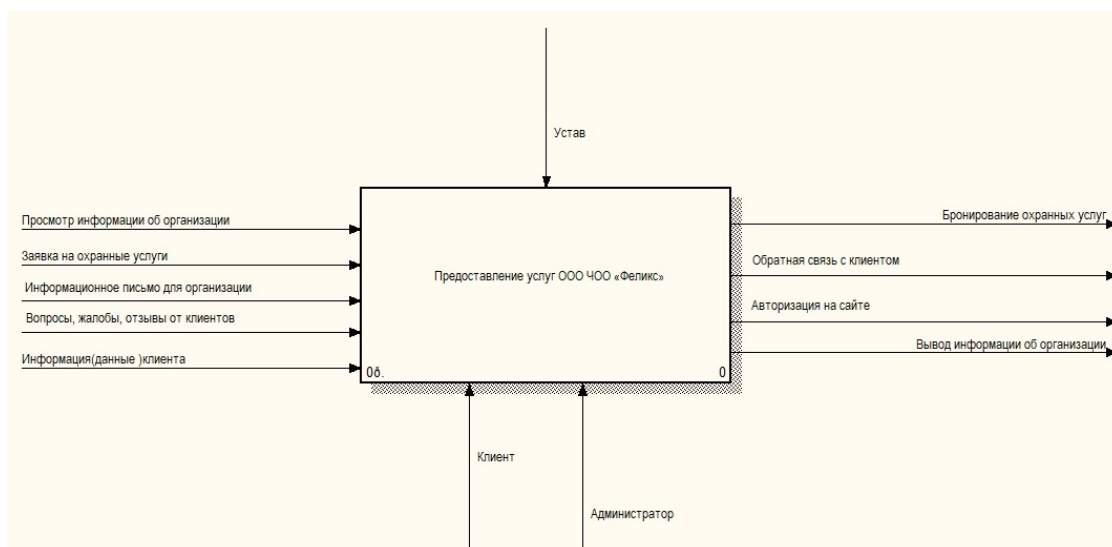 Устав
Просмотр информации об организации
Заявка на охранные услуги
Информационное письмо для организации
Вопросы, жалобы, отзывы от клиентов
Информация(данные )клиента
Предоставление услуг ООО ЧОО «Феликс»
0ð.
0
Бронирование охранных услуг
Обратная связь с клиентом
Авторизация на сайте
Вывод информации об организации
Клиент
Администратор